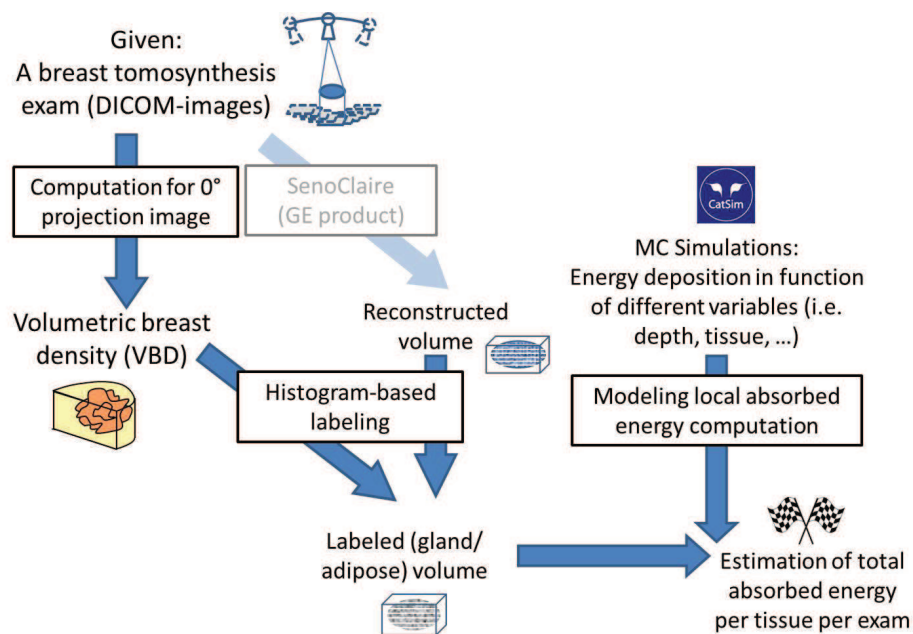 Given:
A breast tomosynthesis
exam (DICOM-images)
Computation for 0°
projection image
SenoClaire
(GE product)
CatSim
MC Simulations:
Energy deposition in function
of different variables (i.e.
depth, tissue, ...)
Volumetric breast
density (VBD)
Reconstructed
volume
Histogram-based
labeling
Modeling local absorbed
energy computation
Labeled (gland/
adipose) volume
Estimation of total
absorbed energy
per tissue per exam